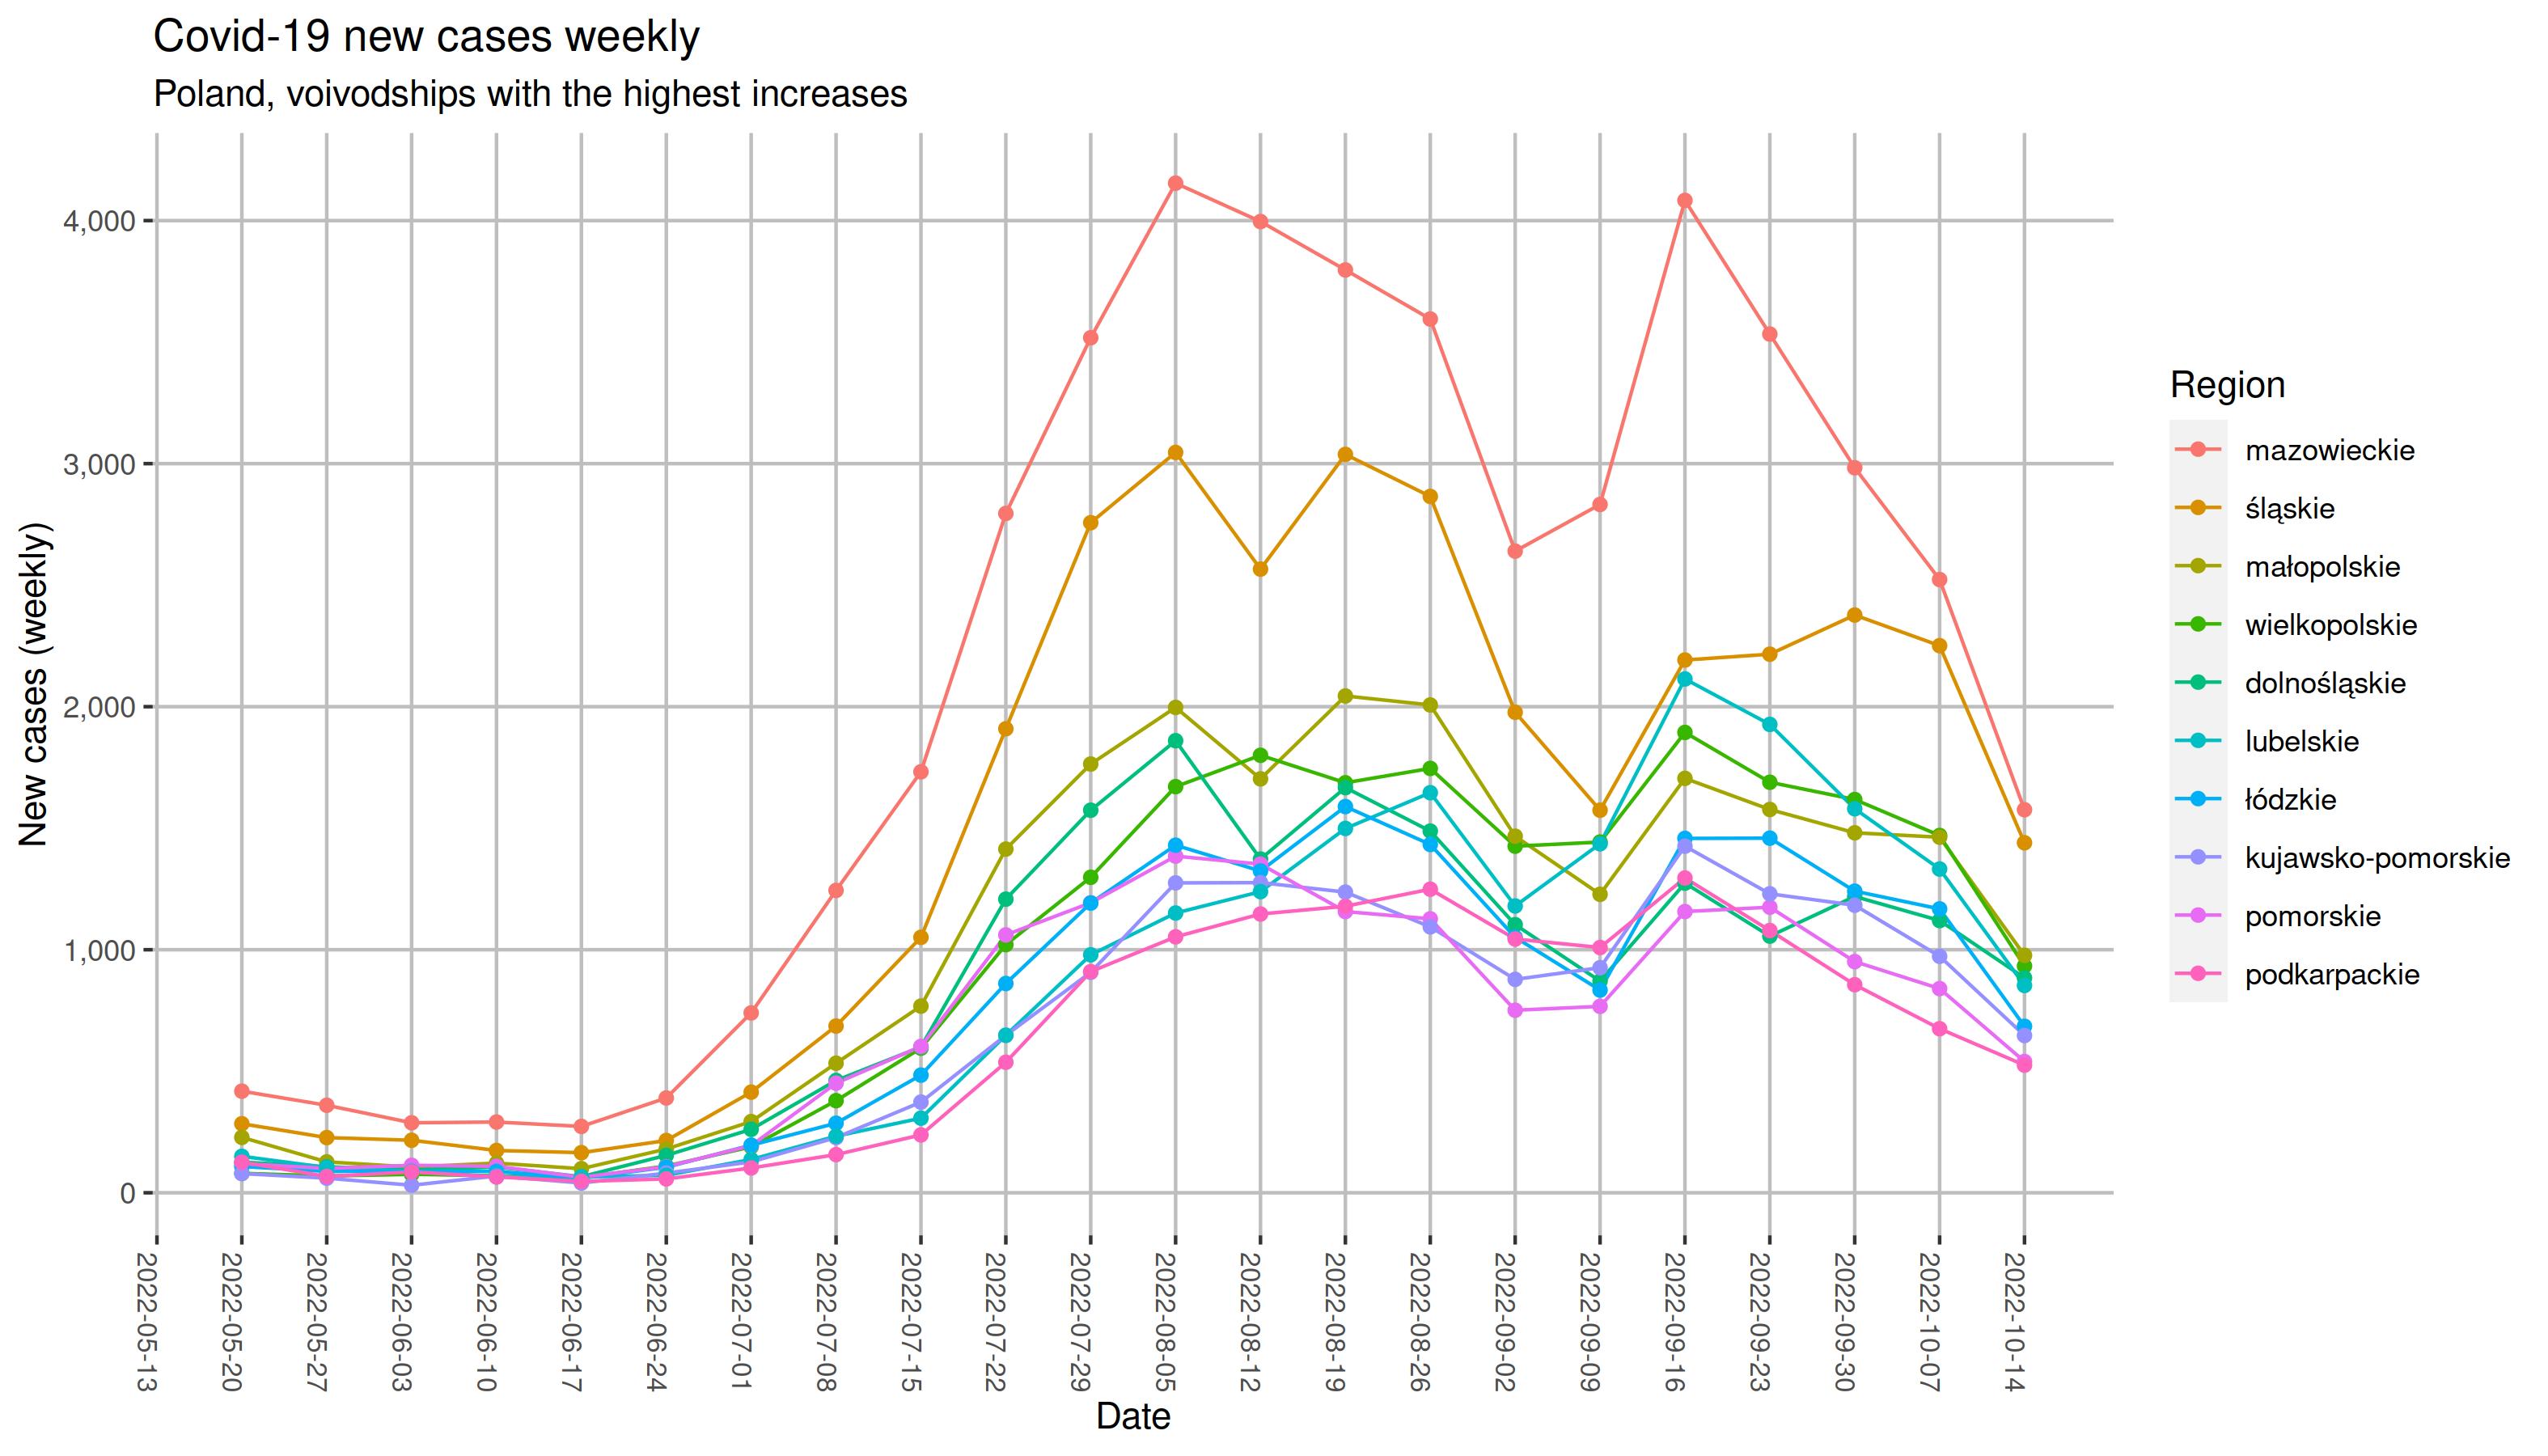 Covid-19 new cases weekly
Poland, voivodships with the highest increases
New cases (weekly)
4,000
3,000
2,000
1,000
0
2022-05-13
2022-05-20
2022-05-27
2022-06-03
2022-06-10
2022-06-17
2022-06-24
2022-07-01
2022-07-08
2022-07-15
2022-07-22
2022-07-29
2022-08-05
2022-08-12
2022-08-19
2022-08-26
2022-09-02
2022-09-09
2022-09-16
2022-09-23
2022-09-30
2022-10-07
2022-10-14
Date
Region
mazowieckie
śląskie
małopolskie
wielkopolskie
dolnośląskie
lubelskie
łódzkie
kujawsko-pomorskie
pomorskie
podkarpackie